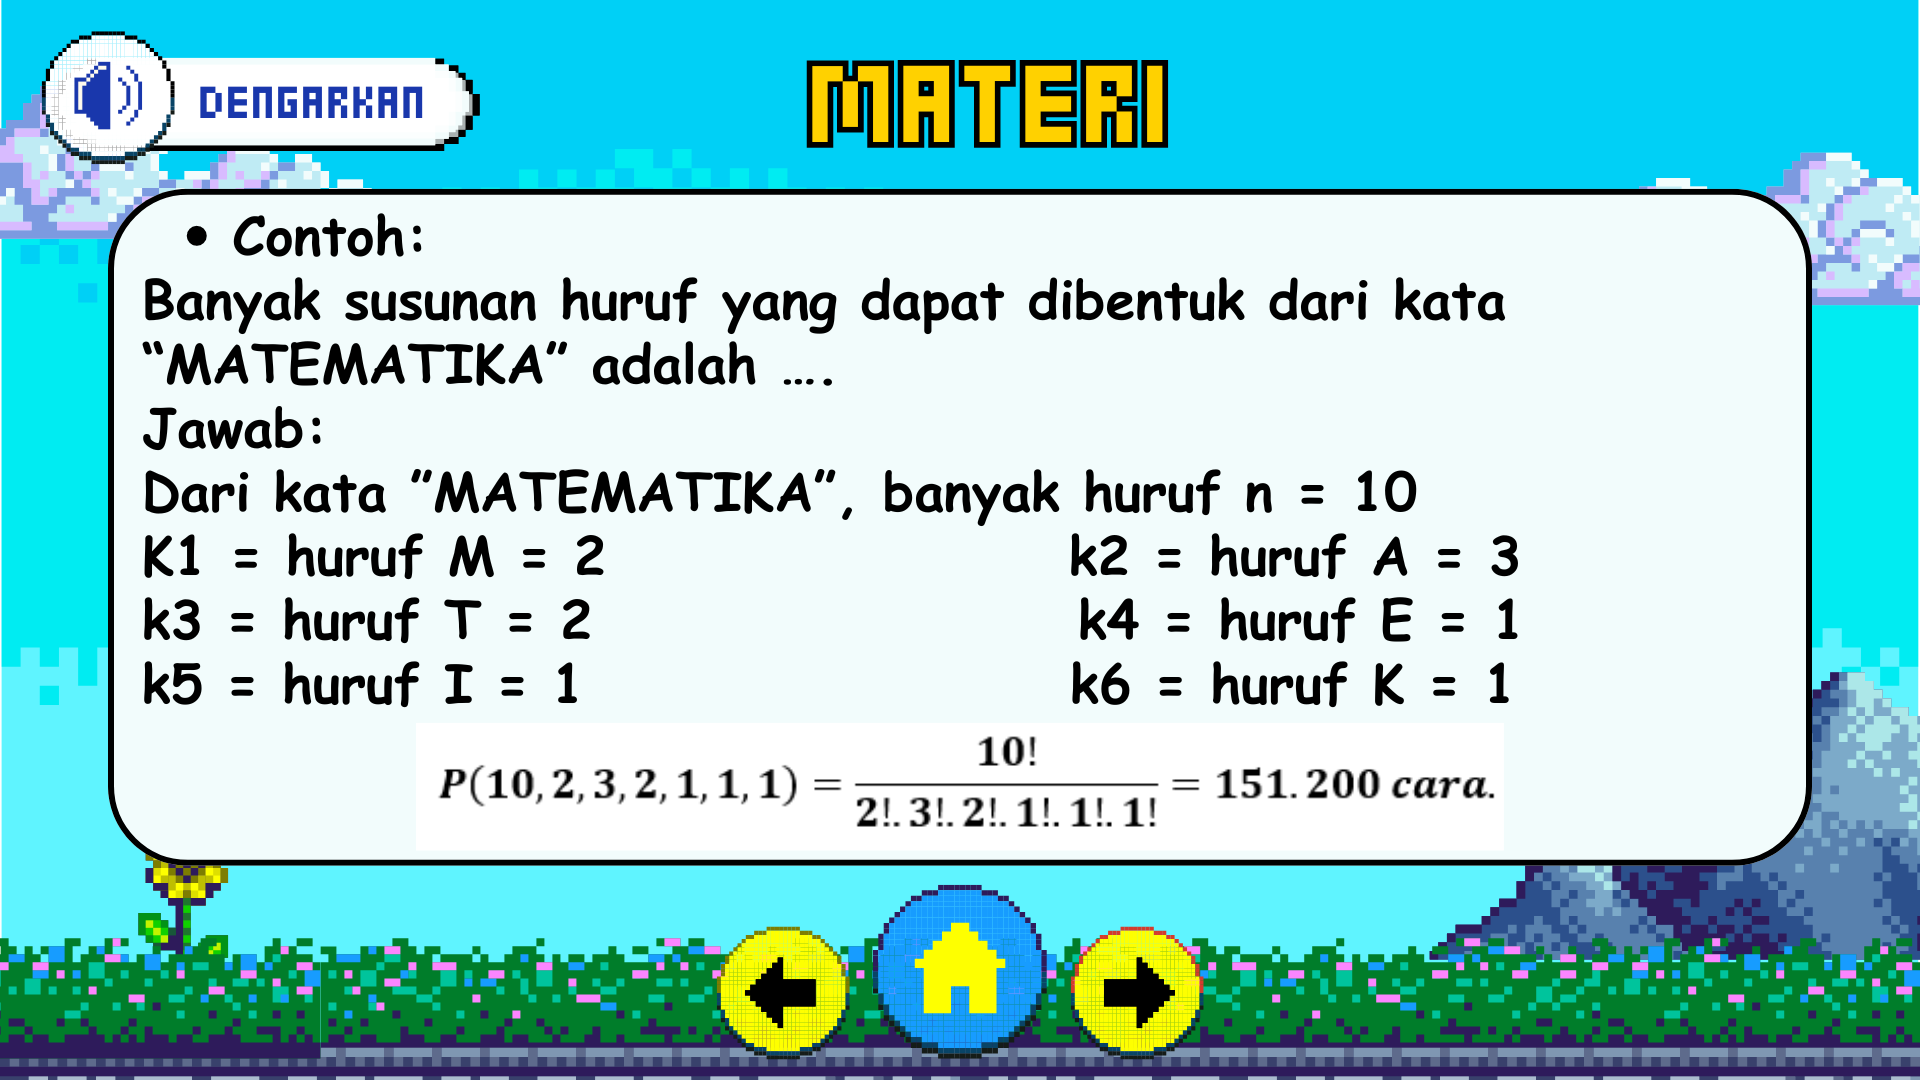 DENGARKAN
MATERI
• Contoh:
Banyak susunan huruf yang dapat dibentuk dari kata
“MATEMATIKA” adalah ....
Jawab:
Dari kata ”MATEMATIKA”, banyak huruf n = 10
K1 = huruf M = 2 k2 = huruf A = 3
k3 = huruf T = 2 k4 = huruf E = 1
k5 = huruf I = 1 k6 = huruf K = 1
P(10, 2, 3, 2, 1, 1, 1) = 10! / 2!. 3!. 2!. 1!. 1!. 1! = 151. 200 cara.